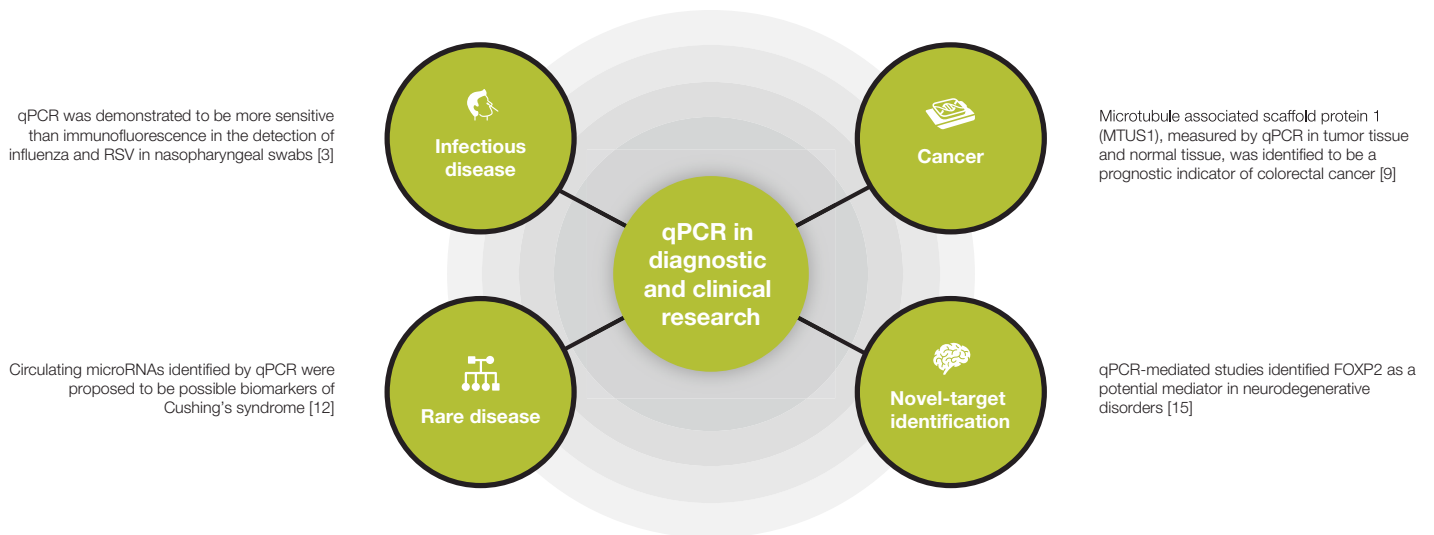 qPCR was demonstrated to be more sensitive
than immunofluorescence in the detection of
influenza and RSV in nasopharyngeal swabs [3]
Infectious
disease
Cancer
Microtubule associated scaffold protein 1
(MTUS1), measured by qPCR in tumor tissue
and normal tissue, was identified to be a
prognostic indicator of colorectal cancer [9]
qPCR in
diagnostic
and clinical
research
Circulating microRNAs identified by qPCR were
proposed to be possible biomarkers of
Cushing’s syndrome [12]
Rare disease
Novel-target
identification
qPCR-mediated studies identified FOXP2 as a
potential mediator in neurodegenerative
disorders [15]